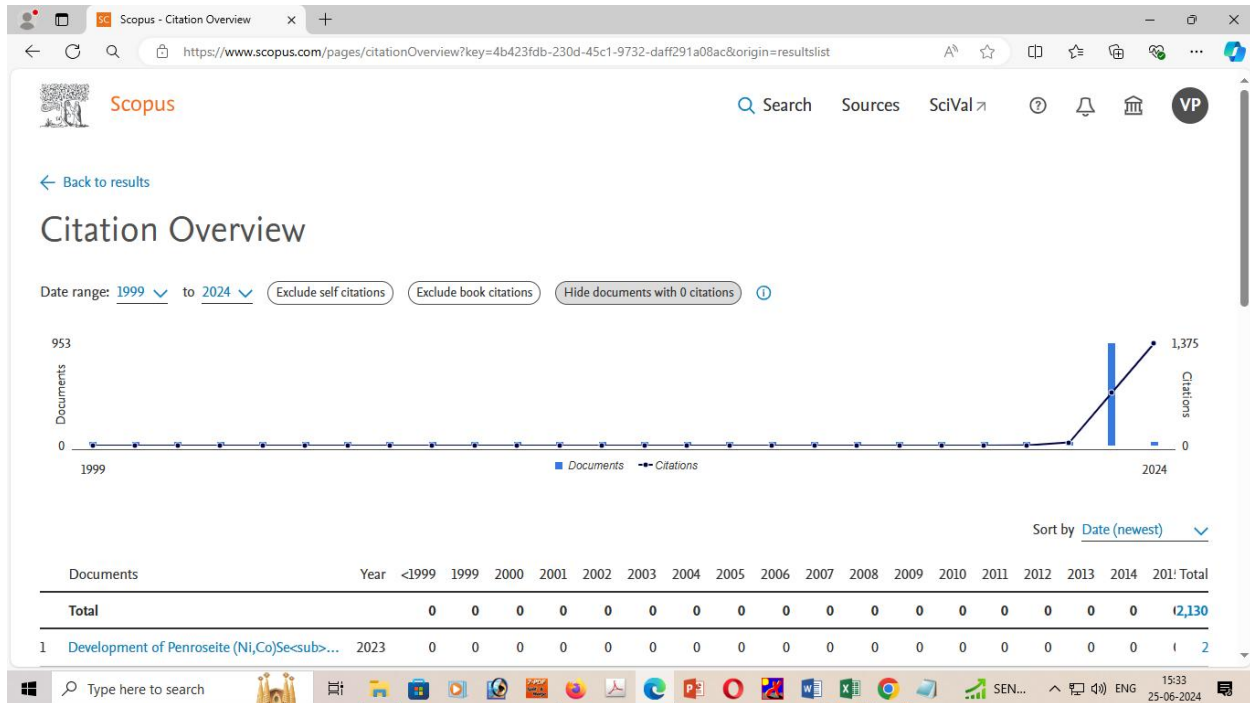 SC Scopus - Citation Overview
https://www.scopus.com/pages/citationOverview?key=4b423fdb-230d-45c1-9732-daff291a08ac&origin=resultslist
Scopus
Search Sources SciVal VP
Back to results
Citation Overview
Date range: 1999 to 2024 Exclude self citations Exclude book citations Hide documents with 0 citations
953 1,375
Documents Citations
0 0
1999 2024
Documents Citations
Sort by Date (newest)
Documents Year <1999 1999 2000 2001 2002 2003 2004 2005 2006 2007 2008 2009 2010 2011 2012 2013 2014 201 Total
Total 0 0 0 0 0 0 0 0 0 0 0 0 0 0 0 0 0 2,130
1 Development of Penroseite (Ni,Co)Se<sub>... 2023 0 0 0 0 0 0 0 0 0 0 0 0 0 0 0 0 0 2
Type here to search SEN... ENG 15:33
25-06-2024